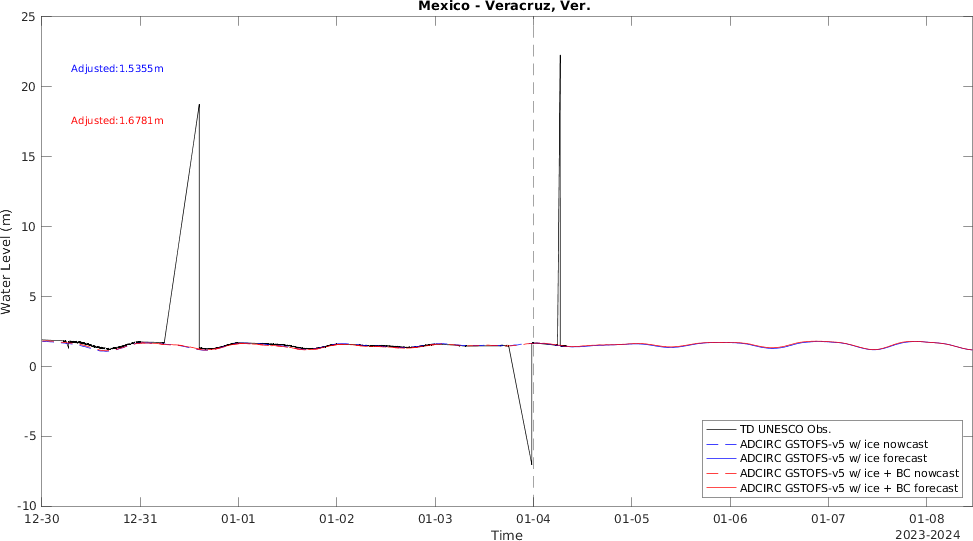 Mexico - Veracruz, Ver.
Adjusted:1.5355m
Adjusted:1.6781m
Water Level (m)
25
20
15
10
5
0
-5
-10
TD UNESCO Obs.
ADCIRC GSTOFS-v5 w/ ice nowcast
ADCIRC GSTOFS-v5 w/ ice forecast
ADCIRC GSTOFS-v5 w/ ice + BC nowcast
ADCIRC GSTOFS-v5 w/ ice + BC forecast
12-30 12-31 01-01 01-02 01-03 01-04 01-05 01-06 01-07 01-08
Time
2023-2024